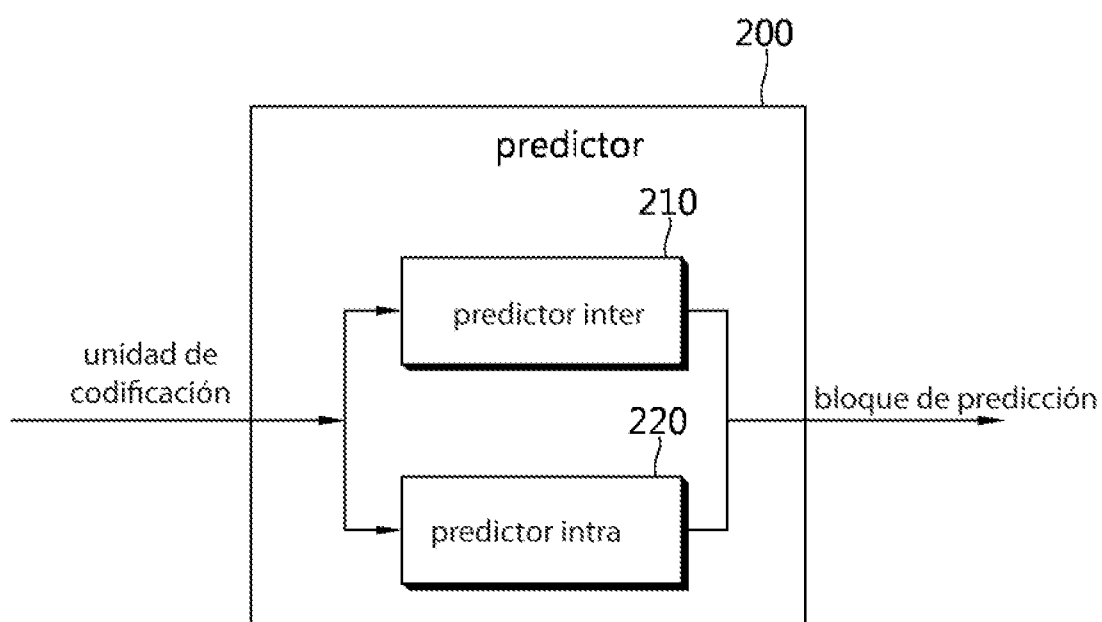 200
predictor
210
predictor inter
unidad de
codificación
bloque de predicción
220
predictor intra